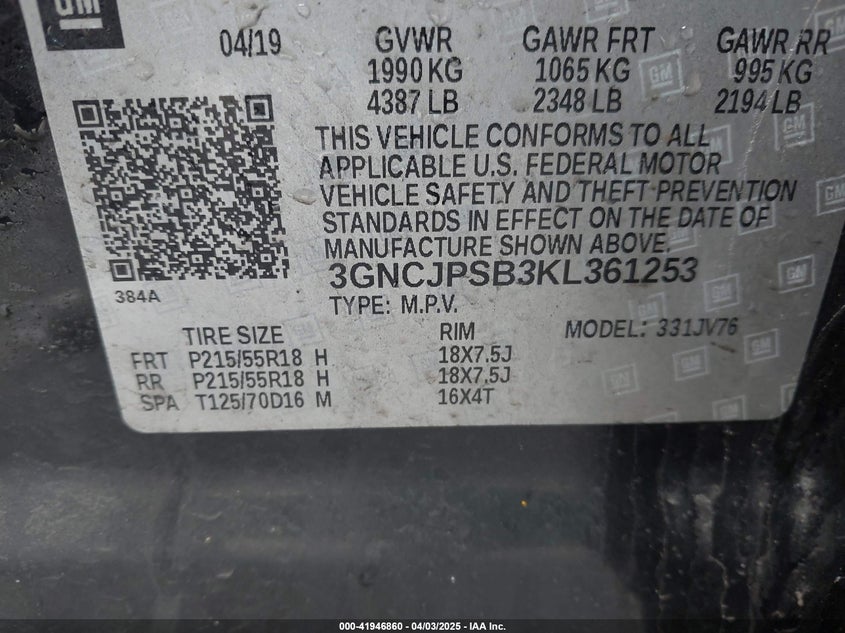 GM
04/19 GVWR GAWR FRT GAWR RR
1990 KG 1065 KG 995 KG
4387 LB 2348 LB 2194 LB
THIS VEHICLE CONFORMS TO ALL
APPLICABLE U.S. FEDERAL MOTOR
VEHICLE SAFETY AND THEFT PREVENTION
STANDARDS IN EFFECT ON THE DATE OF
MANUFACTURE SHOWN ABOVE.
3GNCJPSB3KL361253
384A
TYPE: M.P.V.
TIRE SIZE RIM MODEL: 331JV76
FRT P215/55R18 H 18X7.5J
RR P215/55R18 H 18X7.5J
SPA T125/70D16 M 16X4T
000-41946860 - 04/03/2025 - IAA Inc.